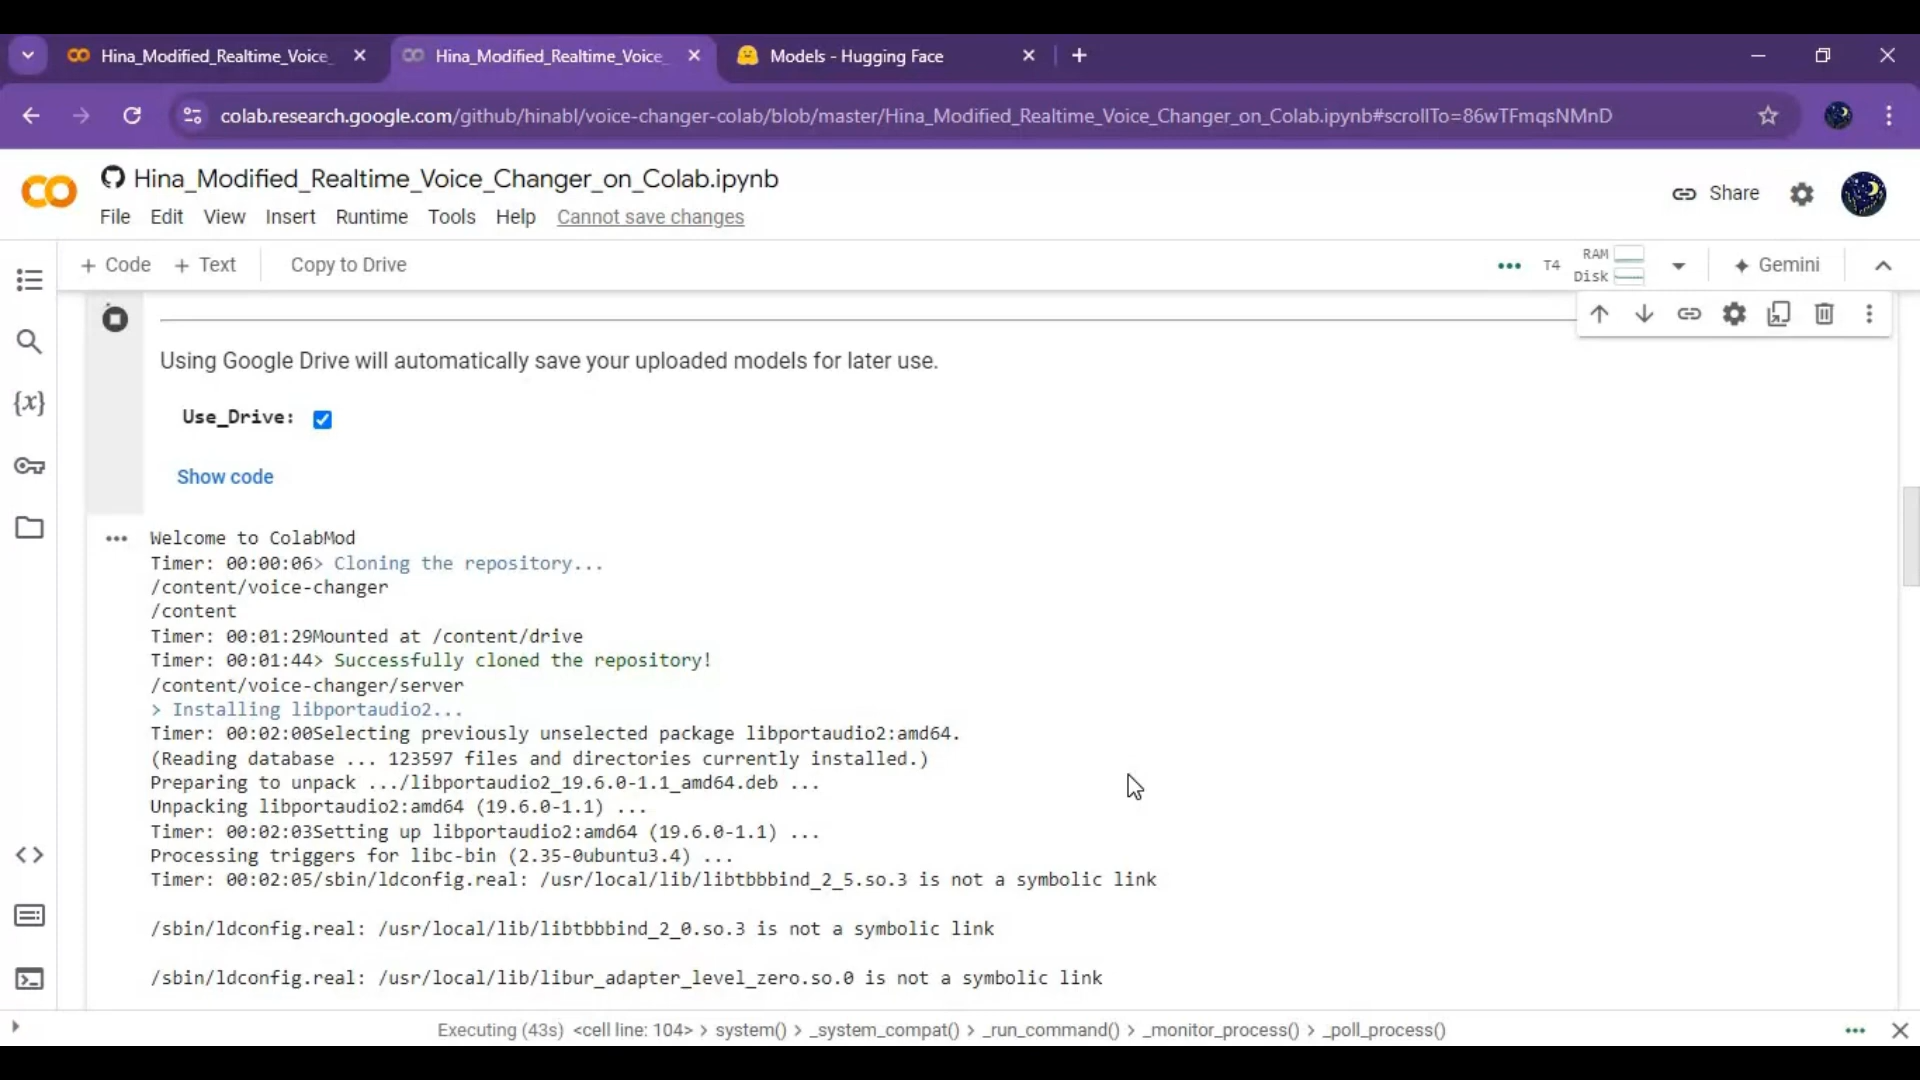 Hina_Modified_Realtime_Voice_
Hina_Modified_Realtime_Voice_
Models - Hugging Face
colab.research.google.com/github/hinabl/voice-changer-colab/blob/master/Hina_Modified_Realtime_Voice_Changer_on_Colab.ipynb#scrollTo=86wTFmqsNMnD
Hina_Modified_Realtime_Voice_Changer_on_Colab.ipynb
Share
File Edit View Insert Runtime Tools Help Cannot save changes
+ Code + Text Copy to Drive
T4
RAM
Disk
Gemini
Using Google Drive will automatically save your uploaded models for later use.
Use_Drive:
Show code
Welcome to ColabMod
Timer: 00:00:06> Cloning the repository...
/content/voice-changer
/content
Timer: 00:01:29Mounted at /content/drive
Timer: 00:01:44> Successfully cloned the repository!
/content/voice-changer/server
> Installing libportaudio2...
Timer: 00:02:00Selecting previously unselected package libportaudio2:amd64.
(Reading database ... 123597 files and directories currently installed.)
Preparing to unpack .../libportaudio2_19.6.0-1.1_amd64.deb ...
Unpacking libportaudio2:amd64 (19.6.0-1.1) ...
Timer: 00:02:03Setting up libportaudio2:amd64 (19.6.0-1.1) ...
Processing triggers for libc-bin (2.35-0ubuntu3.4) ...
Timer: 00:02:05/sbin/ldconfig.real: /usr/local/lib/libtbbbind_2_5.so.3 is not a symbolic link
/sbin/ldconfig.real: /usr/local/lib/libtbbbind_2_0.so.3 is not a symbolic link
/sbin/ldconfig.real: /usr/local/lib/libur_adapter_level_zero.so.0 is not a symbolic link
Executing (43s) <cell line: 104> > system() > _system_compat() > _run_command() > _monitor_process() > _poll_process()